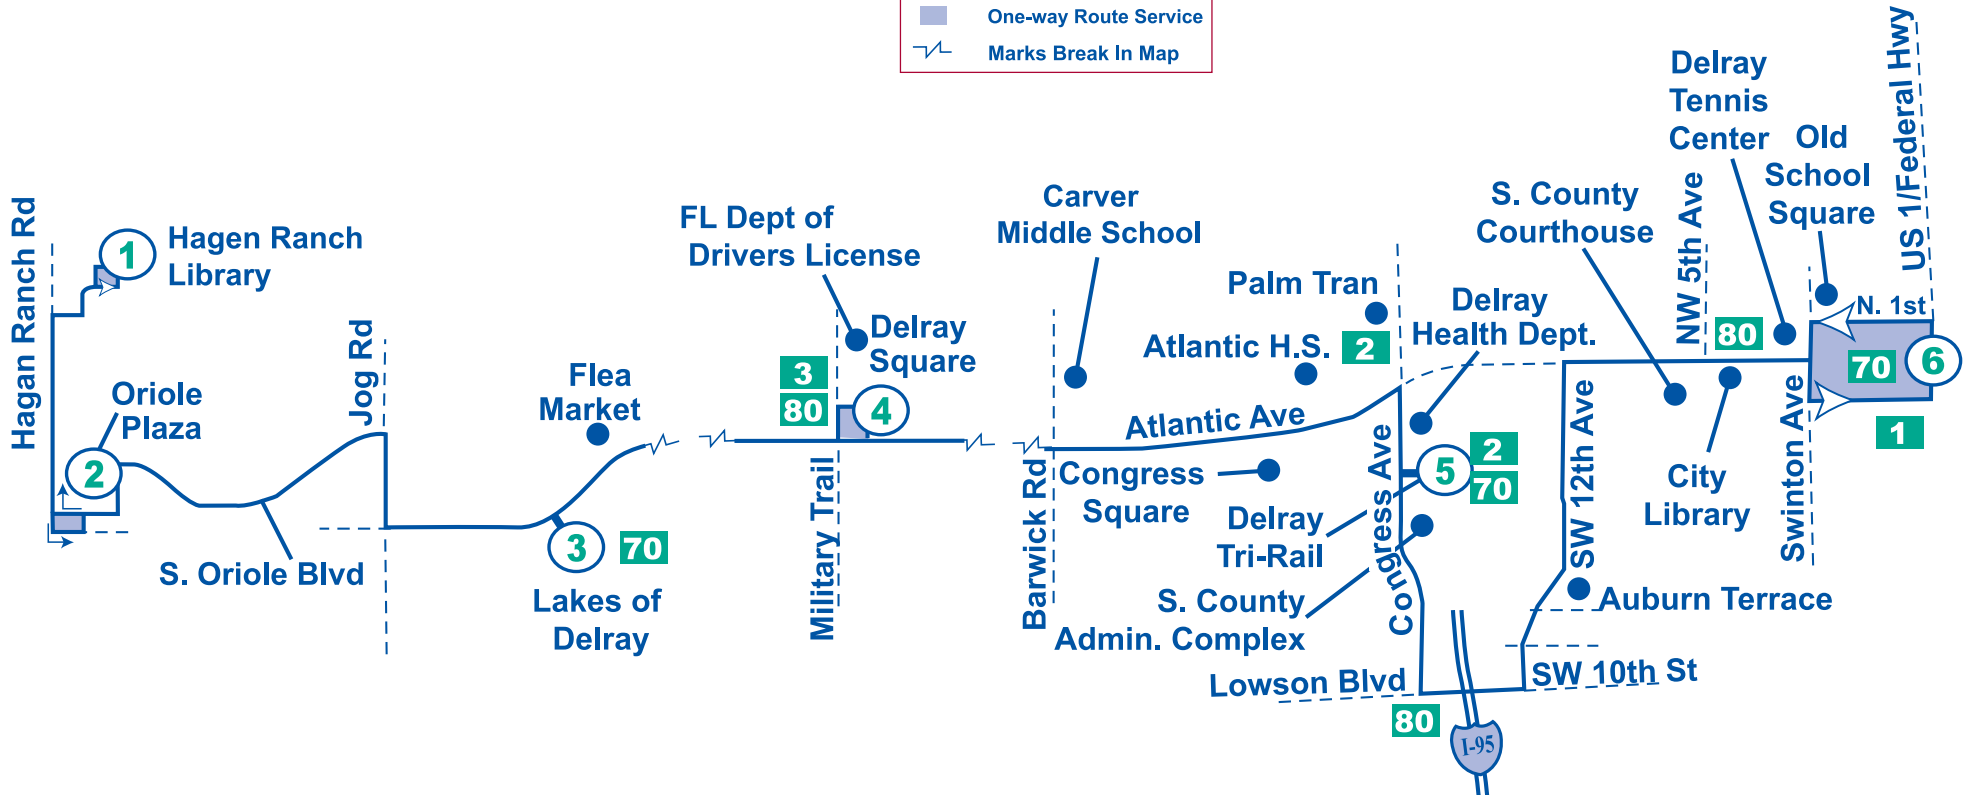 One-way Route Service
Marks Break In Map
Hagan Ranch Rd
1
Hagen Ranch
Library
Oriole
Plaza
2
S. Oriole Blvd
Jog Rd
Flea
Market
3
70
Lakes of
Delray
FL Dept of
Drivers License
Delray
Square
3
80
4
Military Trail
Carver
Middle School
Barwick Rd
Atlantic Ave
Congress
Square
Palm Tran
Atlantic H.S.
2
Delray
Health Dept.
Congress Ave
5
2
70
Delray
Tri-Rail
S. County
Admin. Complex
Lowson Blvd
80
I-95
SW 10th St
Auburn Terrace
SW 12th Ave
S. County
Courthouse
NW 5th Ave
80
City
Library
Delray
Tennis
Center
Old
School
Square
Swinton Ave
US 1/Federal Hwy
N. 1st
70
6
1